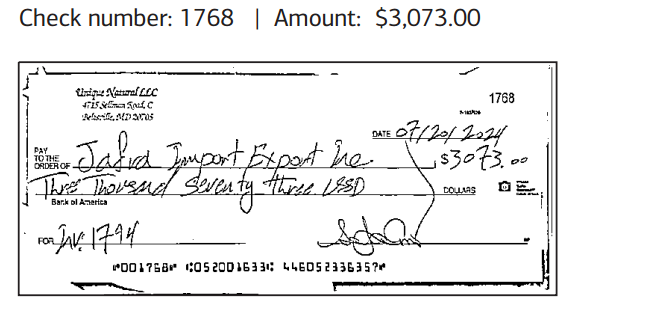 Check number: 1768 | Amount: $3,073.00
Unique Natural LLC
4715 Sellman Road, C
Beltsville, MD 20705
1768
DATE 07/20/2024
PAY
TO THE
ORDER OF Jafra Import Export Inc. $3073.00
Three Thousand Seventy three USD DOLLARS
Bank of America
FOR Inv: 1794
⑈001768⑈ ⑆052001633⑆ 446052336357⑈